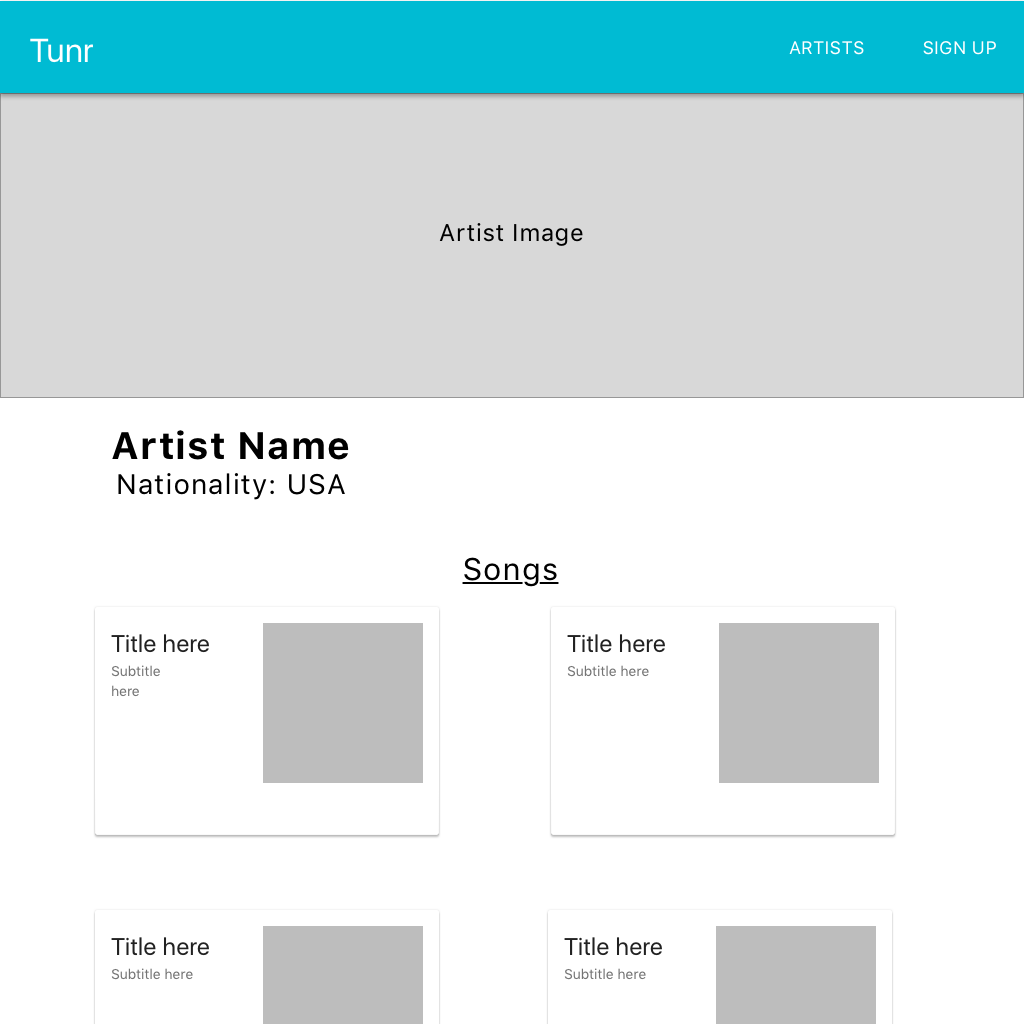 Tunr
ARTISTS
SIGN UP
Artist Image
Artist Name
Nationality: USA
Songs
Title here
Subtitle
here
Title here
Subtitle here
Title here
Subtitle here
Title here
Subtitle here